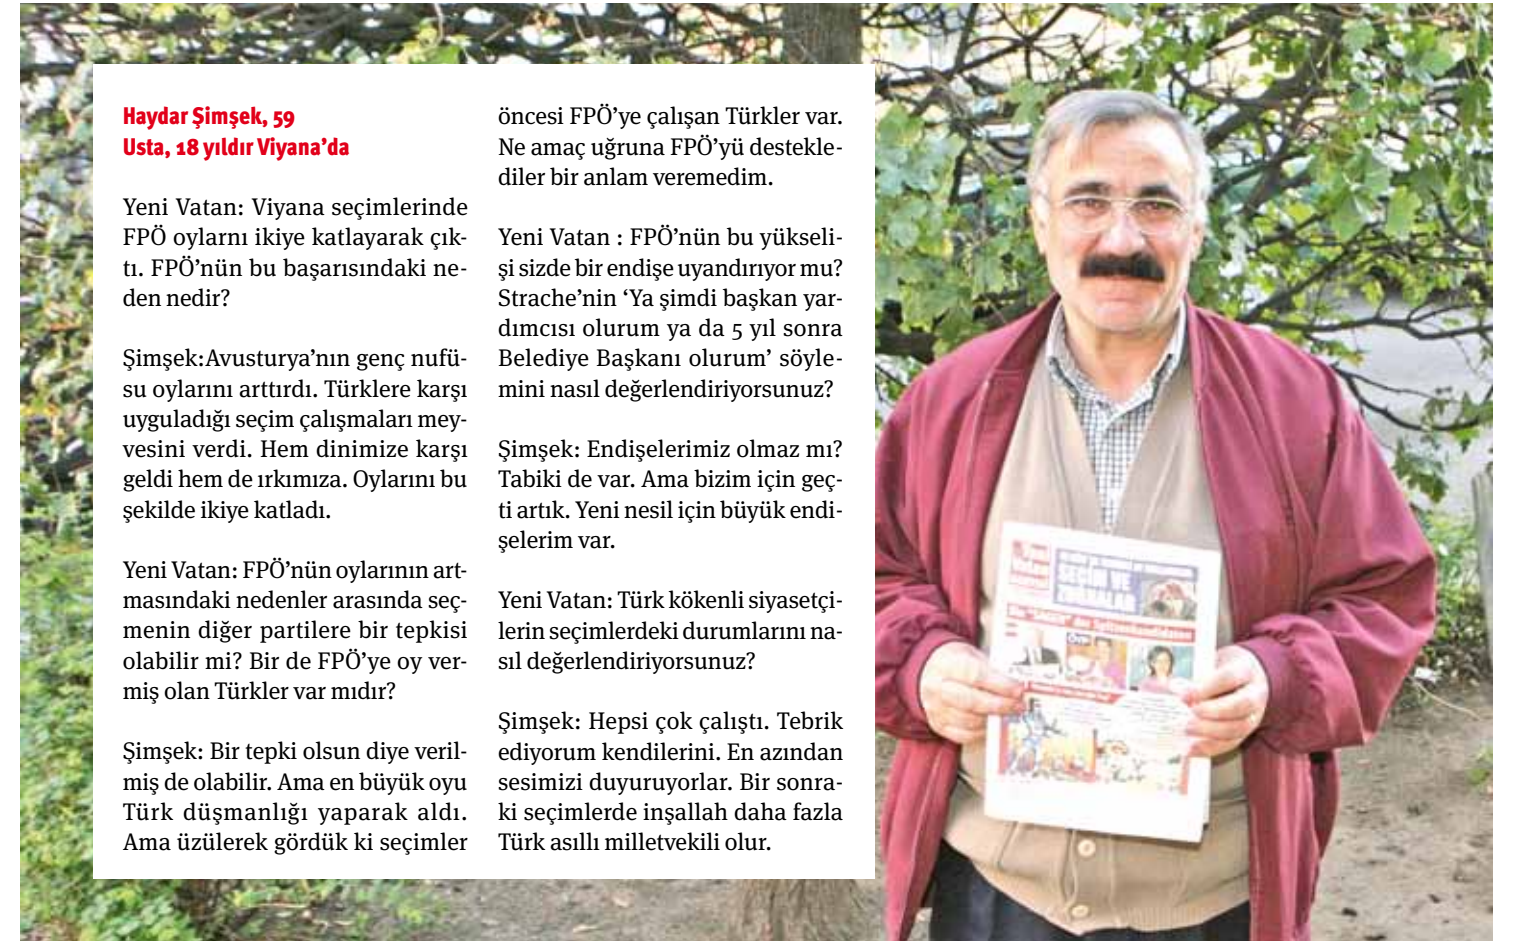 Haydar Şimşek, 59
Usta, 18 yıldır Viyana’da
Yeni Vatan: Viyana seçimlerinde
FPÖ oylarnı ikiye katlayarak çık-
tı. FPÖ’nün bu başarısındaki ne-
den nedir?
Şimşek:Avusturya’nın genç nufü-
su oylarını arttırdı. Türklere karşı
uyguladığı seçim çalışmaları mey-
vesini verdi. Hem dinimize karşı
geldi hem de ırkımıza. Oylarını bu
şekilde ikiye katladı.
Yeni Vatan: FPÖ’nün oylarının art-
masındaki nedenler arasında seç-
menin diğer partilere bir tepkisi
olabilir mi? Bir de FPÖ’ye oy ver-
miş olan Türkler var mıdır?
Şimşek: Bir tepki olsun diye veril-
miş de olabilir. Ama en büyük oyu
Türk düşmanlığı yaparak aldı.
Ama üzülerek gördük ki seçimler
öncesi FPÖ’ye çalışan Türkler var.
Ne amaç uğruna FPÖ’yü destekle-
diler bir anlam veremedim.
Yeni Vatan : FPÖ’nün bu yükseli-
şi sizde bir endişe uyandırıyor mu?
Strache’nin ‘Ya şimdi başkan yar-
dımcısı olurum ya da 5 yıl sonra
Belediye Başkanı olurum’ söyle-
mini nasıl değerlendiriyorsunuz?
Şimşek: Endişelerimiz olmaz mı?
Tabiki de var. Ama bizim için geç-
ti artık. Yeni nesil için büyük endi-
şelerim var.
Yeni Vatan: Türk kökenli siyasetçi-
lerin seçimlerdeki durumlarını na-
sıl değerlendiriyorsunuz?
Şimşek: Hepsi çok çalıştı. Tebrik
ediyorum kendilerini. En azından
sesimizi duyuruyorlar. Bir sonra-
ki seçimlerde inşallah daha fazla
Türk asıllı milletvekili olur.
Yeni
Vatan
SEÇİM VE